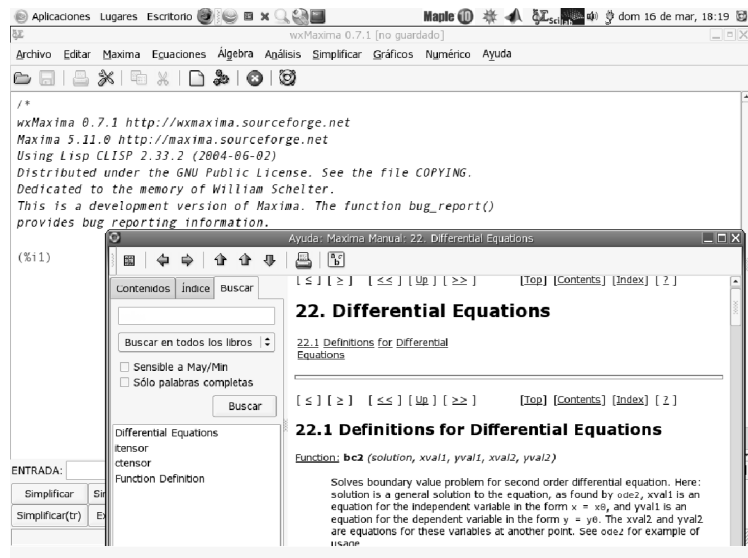 Aplicaciones Lugares Escritorio Maple dom 16 de mar, 18:19
wxMaxima 0.7.1 [no guardado]
Archivo Editar Maxima Ecuaciones Álgebra Análisis Simplificar Gráficos Numérico Ayuda
/*
wxMaxima 0.7.1 http://wxmaxima.sourceforge.net
Maxima 5.11.0 http://maxima.sourceforge.net
Using Lisp CLISP 2.33.2 (2004-06-02)
Distributed under the GNU Public License. See the file COPYING.
Dedicated to the memory of William Schelter.
This is a development version of Maxima. The function bug_report()
provides bug reporting information.
(%i1)
Ayuda: Maxima Manual: 22. Differential Equations
Contenidos Índice Buscar
Buscar en todos los libros
Sensible a May/Min
Sólo palabras completas
Buscar
Differential Equations
itensor
ctensor
Function Definition
[ < ] [ > ] [ << ] [ Up ] [ >> ] [Top] [Contents] [Index] [ ? ]
22. Differential Equations
22.1 Definitions for Differential
Equations
[ < ] [ > ] [ << ] [ Up ] [ >> ] [Top] [Contents] [Index] [ ? ]
22.1 Definitions for Differential Equations
Function: bc2 (solution, xval1, yval1, xval2, yval2)
Solves boundary value problem for second order differential equation. Here:
solution is a general solution to the equation, as found by ode2, xval1 is an
equation for the independent variable in the form x = x0, and yval1 is an
equation for the dependent variable in the form y = y0. The xval2 and yval2
are equations for these variables at another point. See ode2 for example of
usage
ENTRADA:
Simplificar
Simplificar(tr)